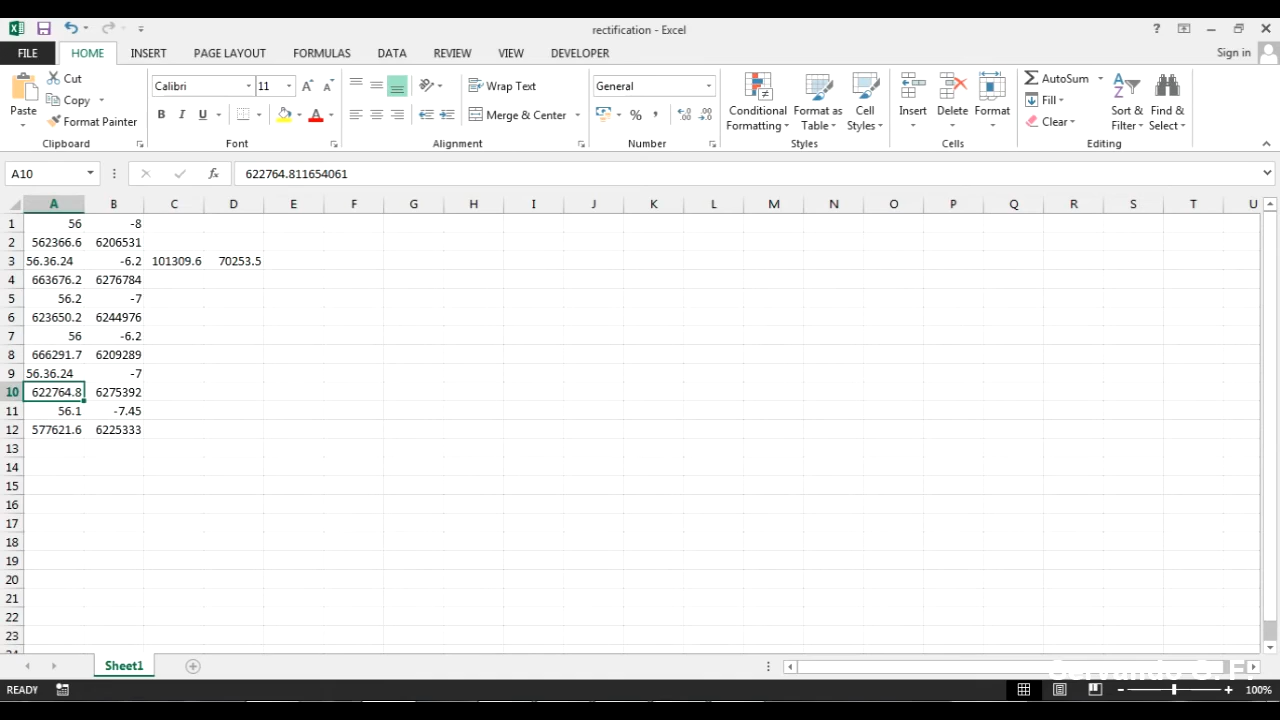 rectification - Excel
?
FILE HOME INSERT PAGE LAYOUT FORMULAS DATA REVIEW VIEW DEVELOPER Sign in
Paste
Cut
Copy
Format Painter
Clipboard
Calibri 11 A A
B I U A
Font
Wrap Text
Merge & Center
Alignment
General
% ,
Number
Conditional Formatting
Format as Table
Cell Styles
Styles
Insert Delete Format
Cells
AutoSum
Fill
Clear
Sort & Filter
Find & Select
Editing
A10 fx 622764.811654061
A B C D E F G H I J K L M N O P Q R S T U
1 56 -8
2 562366.6 6206531
3 56.36.24 -6.2 101309.6 70253.5
4 663676.2 6276784
5 56.2 -7
6 623650.2 6244976
7 56 -6.2
8 666291.7 6209289
9 56.36.24 -7
10 622764.8 6275392
11 56.1 -7.45
12 577621.6 6225333
13
14
15
16
17
18
19
20
21
22
23
Sheet1
READY 100%